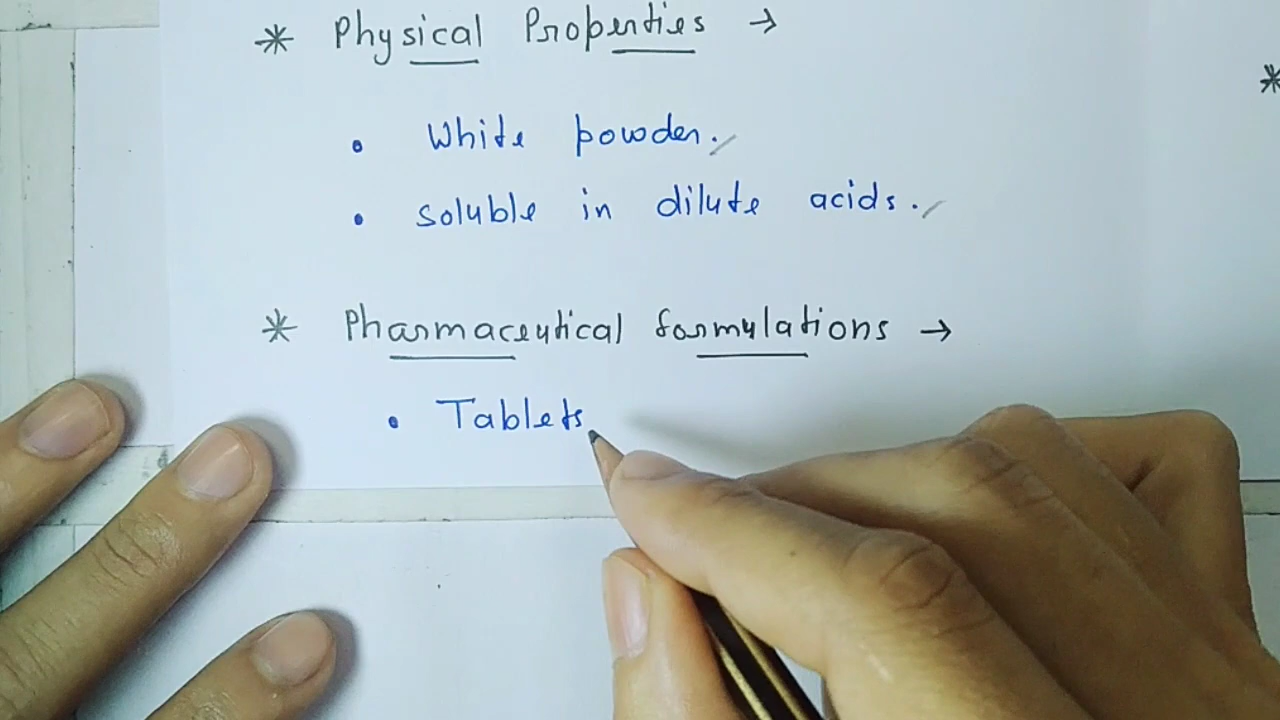 * Physical Properties →
*
• White powder.
• soluble in dilute acids.
* Pharmaceutical formulations →
• Tablets